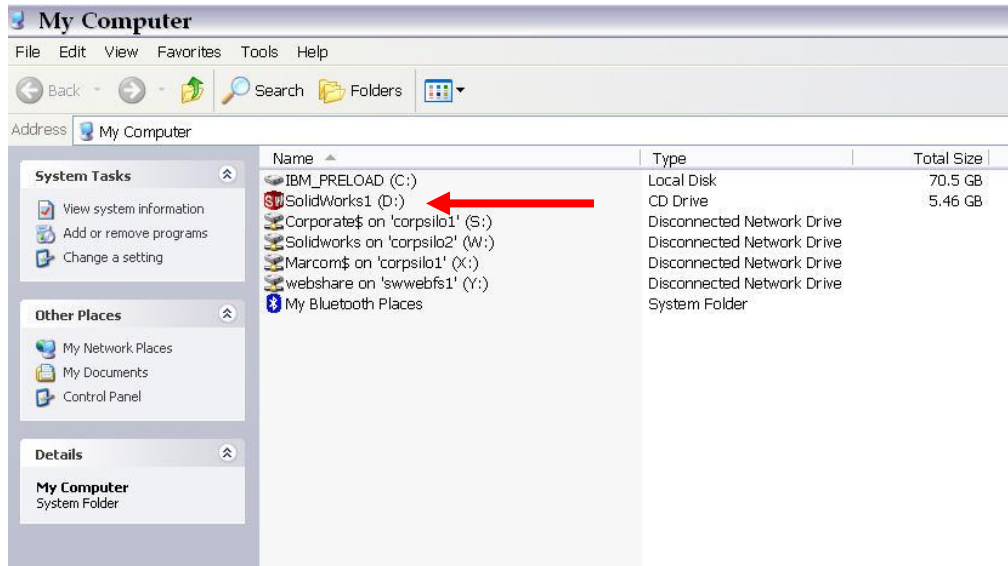 My Computer
File Edit View Favorites Tools Help
Back Search Folders
Address My Computer
System Tasks
View system information
Add or remove programs
Change a setting
Other Places
My Network Places
My Documents
Control Panel
Details
My Computer
System Folder
Name Type Total Size
IBM_PRELOAD (C:) Local Disk 70.5 GB
SolidWorks1 (D:) CD Drive 5.46 GB
Corporate$ on 'corpsilo1' (S:) Disconnected Network Drive
Solidworks on 'corpsilo2' (W:) Disconnected Network Drive
Marcom$ on 'corpsilo1' (X:) Disconnected Network Drive
webshare on 'swwebfs1' (Y:) Disconnected Network Drive
My Bluetooth Places System Folder